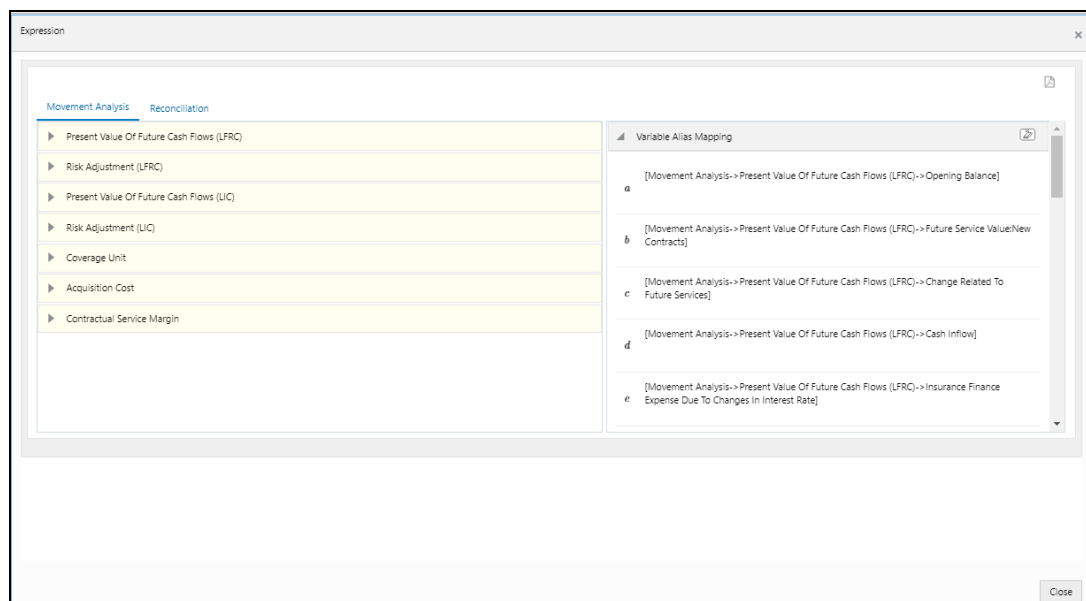 Expression
Movement Analysis
Reconciliation
Present Value Of Future Cash Flows (LFRC)
Risk Adjustment (LFRC)
Present Value Of Future Cash Flows (LIC)
Risk Adjustment (LIC)
Coverage Unit
Acquisition Cost
Contractual Service Margin
Variable Alias Mapping
a
[Movement Analysis->Present Value Of Future Cash Flows (LFRC)->Opening Balance]
b
[Movement Analysis->Present Value Of Future Cash Flows (LFRC)->Future Service Value:New
Contracts]
c
[Movement Analysis->Present Value Of Future Cash Flows (LFRC)->Change Related To
Future Services]
d
[Movement Analysis->Present Value Of Future Cash Flows (LFRC)->Cash Inflow]
e
[Movement Analysis->Present Value Of Future Cash Flows (LFRC)->Insurance Finance
Expense Due To Changes In Interest Rate]
Close